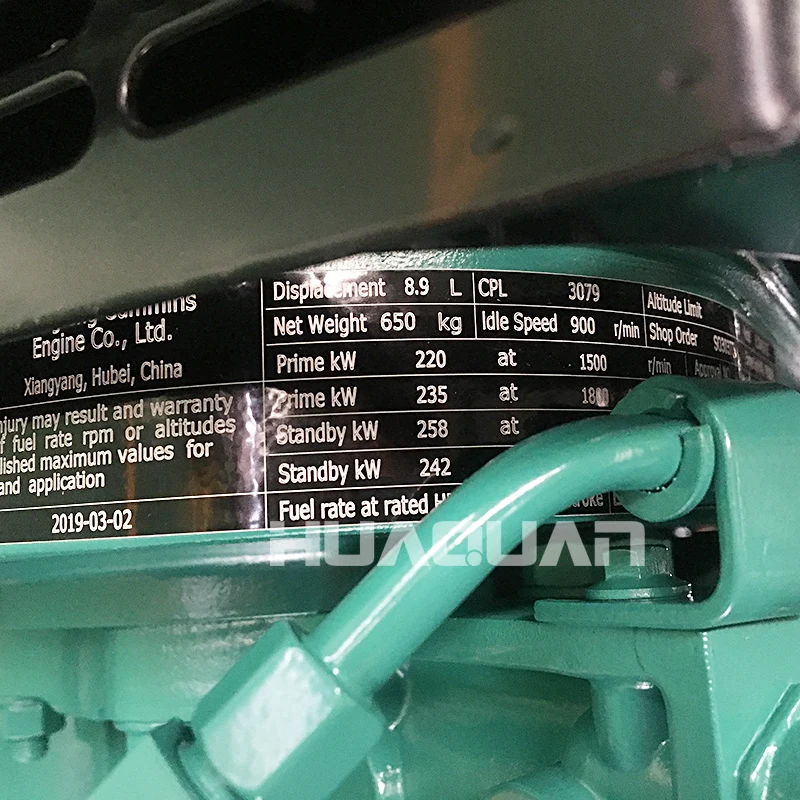 Cummins
Engine Co., Ltd.
Xiangyang, Hubei, China
injury may result and warranty
fuel rate rpm or altitudes
maximum values for
and application
2019-03-02
Displacement 8.9 L CPL 3079 Altitude Limit
Net Weight 650 kg Idle Speed 900 r/min Shop Order
Prime kW 220 at 1500 r/min
Prime kW 235 at 1800
Standby kW 258 at
Standby kW 242
Fuel rate at rated
HUAQUAN